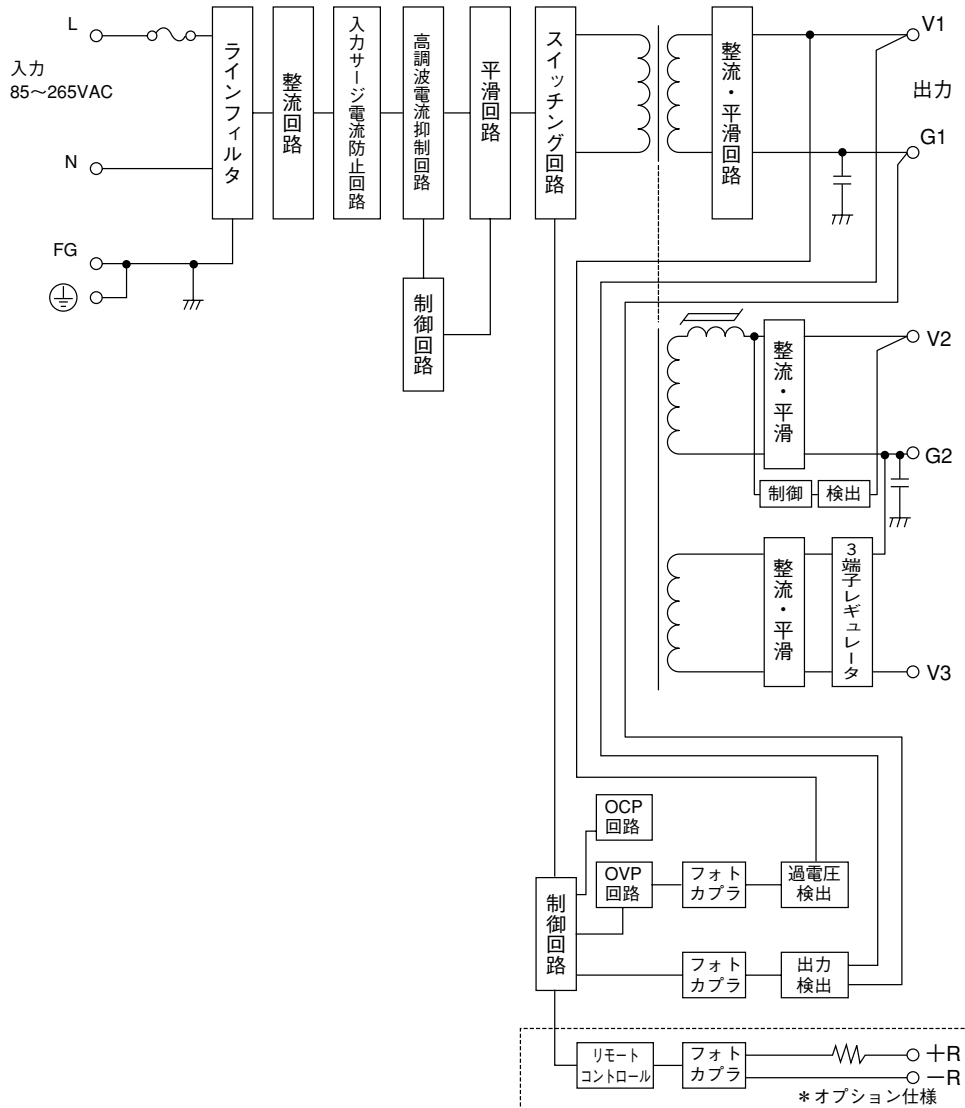 L
入力
85〜265VAC
N
FG
ラインフィルタ
整流回路
入力サージ電流防止回路
高調波電流抑制回路
平滑回路
スイッチング回路
整流・平滑回路
V1
出力
G1
制御回路
整流・平滑
V2
G2
制御
検出
整流・平滑
3端子レギュレータ
V3
OCP
回路
OVP
回路
フォト
カプラ
過電圧
検出
制御回路
フォト
カプラ
出力
検出
リモート
コントロール
フォト
カプラ
＋R
－R
＊オプション仕様